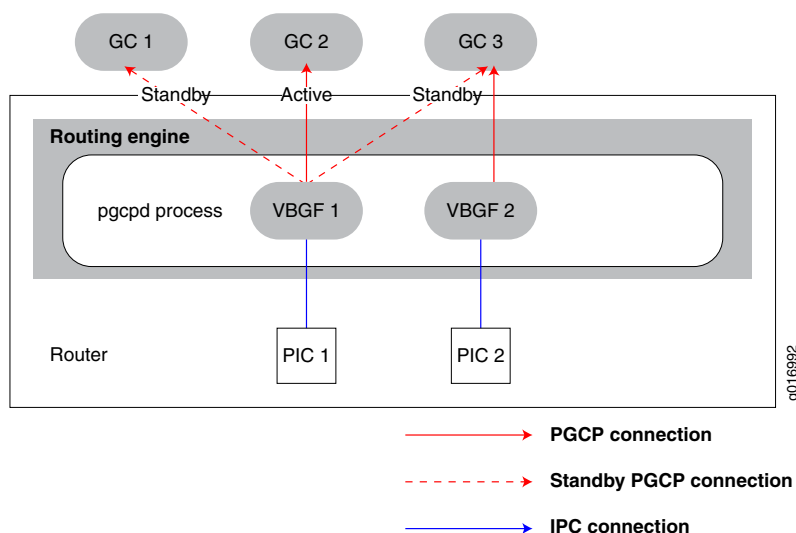 GC 1
GC 2
GC 3
Standby
Active
Standby
Routing engine
pgcpd process
VBGF 1
VBGF 2
Router
PIC 1
PIC 2
g016992
PGCP connection
Standby PGCP connection
IPC connection